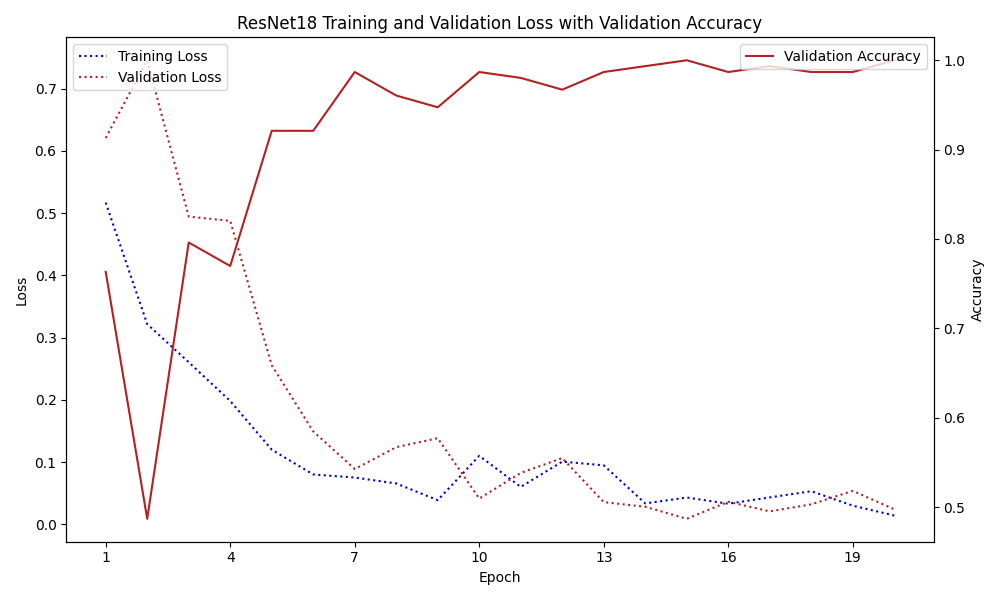 ResNet18 Training and Validation Loss with Validation Accuracy
Training Loss
Validation Loss
Validation Accuracy
0.7
0.6
0.5
0.4
0.3
0.2
0.1
0.0
Loss
1.0
0.9
0.8
0.7
0.6
0.5
Accuracy
1 4 7 10 13 16 19
Epoch